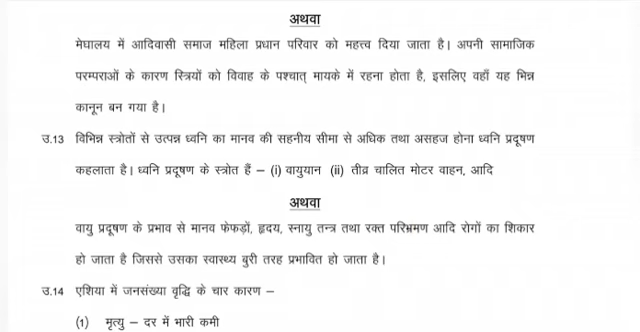 अथवा
मेघालय में आदिवासी समाज महिला प्रधान परिवार को महत्त्व दिया जाता है। अपनी सामाजिक
परम्पराओं के कारण स्त्रियों को विवाह के पश्चात् मायके में रहना होता है, इसलिए वहाँ यह भिन्न
कानून बन गया है।
उ.13 विभिन्न स्त्रोतों से उत्पन्न ध्वनि का मानव की सहनीय सीमा से अधिक तथा असहज होना ध्वनि प्रदूषण
कहलाता है। ध्वनि प्रदूषण के स्त्रोत हैं – (i) वायुयान (ii) तीव्र चालित मोटर वाहन, आदि
अथवा
वायु प्रदूषण के प्रभाव से मानव फेफड़ों, हृदय, स्नायु तन्त्र तथा रक्त परिभ्रमण आदि रोगों का शिकार
हो जाता है जिससे उसका स्वास्थ्य बुरी तरह प्रभावित हो जाता है।
उ.14 एशिया में जनसंख्या वृद्धि के चार कारण –
(1) मृत्यु – दर में भारी कमी